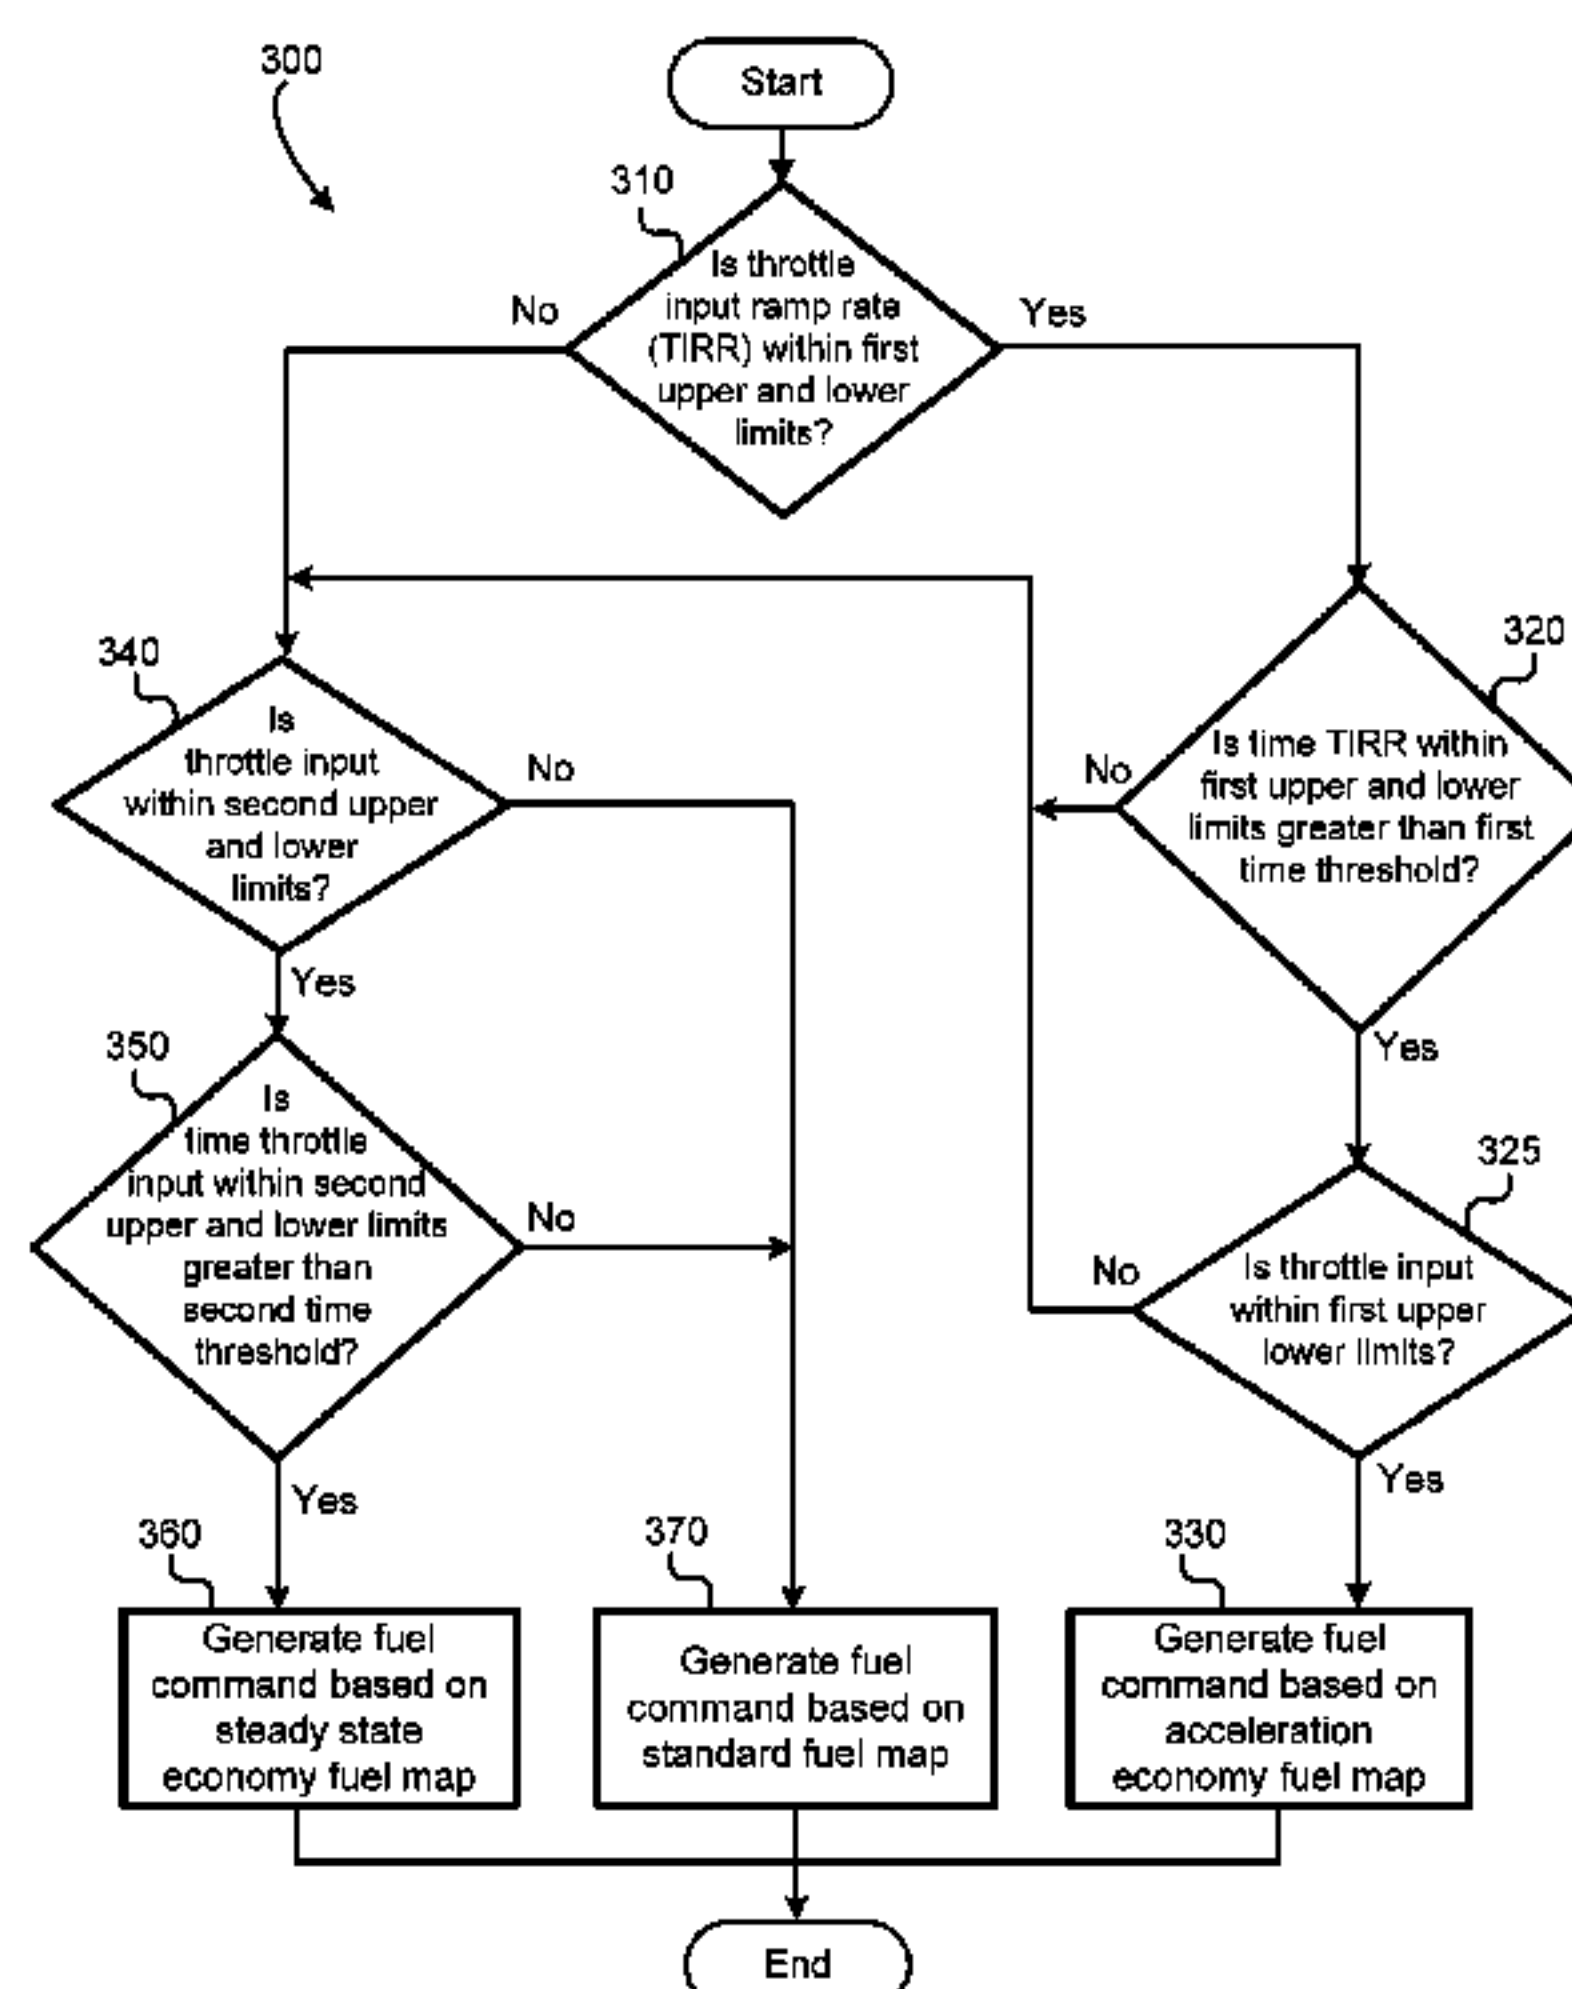 300
Start
310
Is throttle
input ramp rate
(TIRR) within first
upper and lower
limits?
No
Yes
340
Is
throttle input
within second upper
and lower
limits?
No
Yes
320
Is time TIRR within
first upper and lower
limits greater than first
time threshold?
No
Yes
350
Is
time throttle
input within second
upper and lower limits
greater than
second time
threshold?
No
Yes
325
Is throttle input
within first upper
lower limits?
No
Yes
360
Generate fuel
command based on
steady state
economy fuel map
370
Generate fuel
command based on
standard fuel map
330
Generate fuel
command based on
acceleration
economy fuel map
End